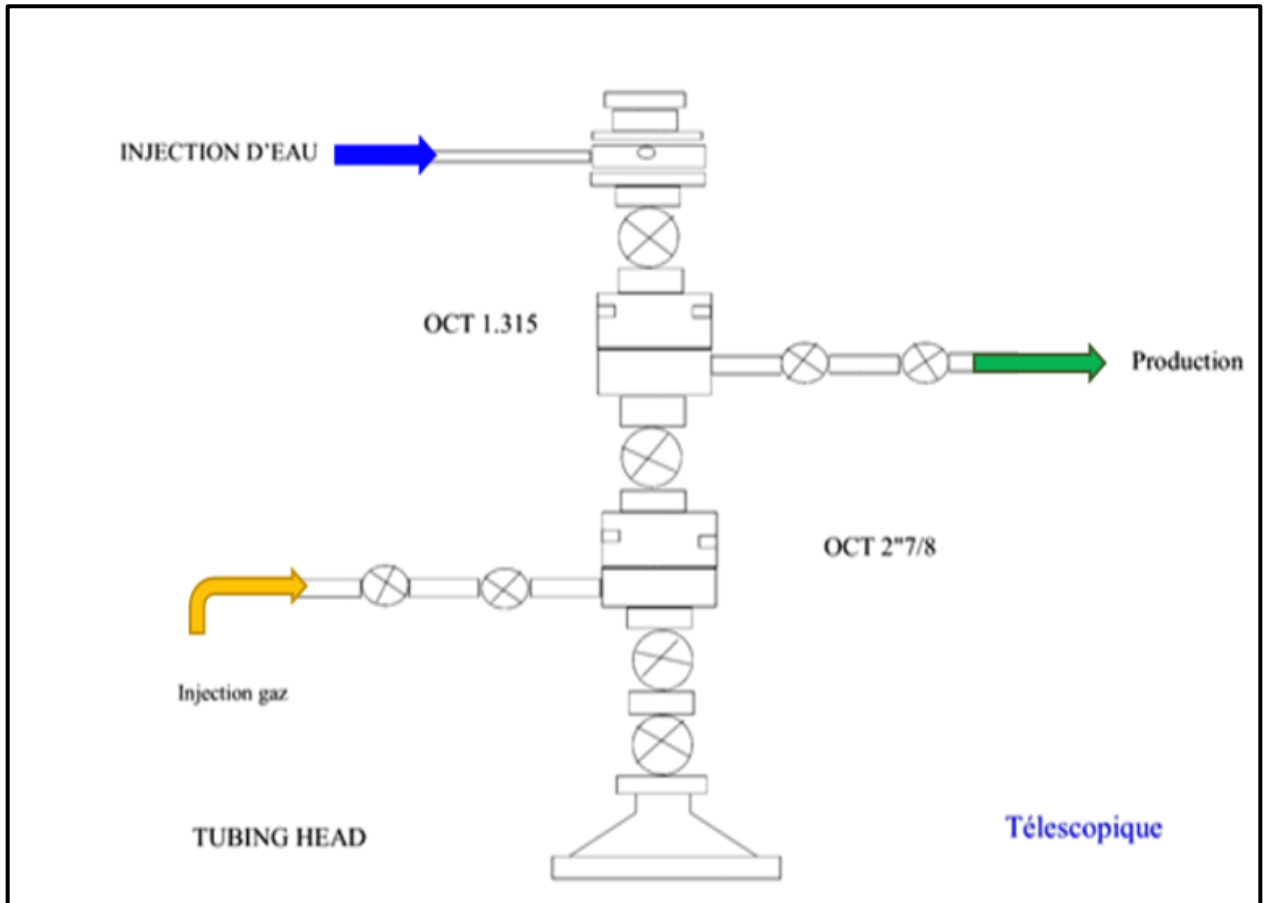 INJECTION D'EAU
OCT 1.315
Production
OCT 2"7/8
Injection gaz
TUBING HEAD
Télescopique